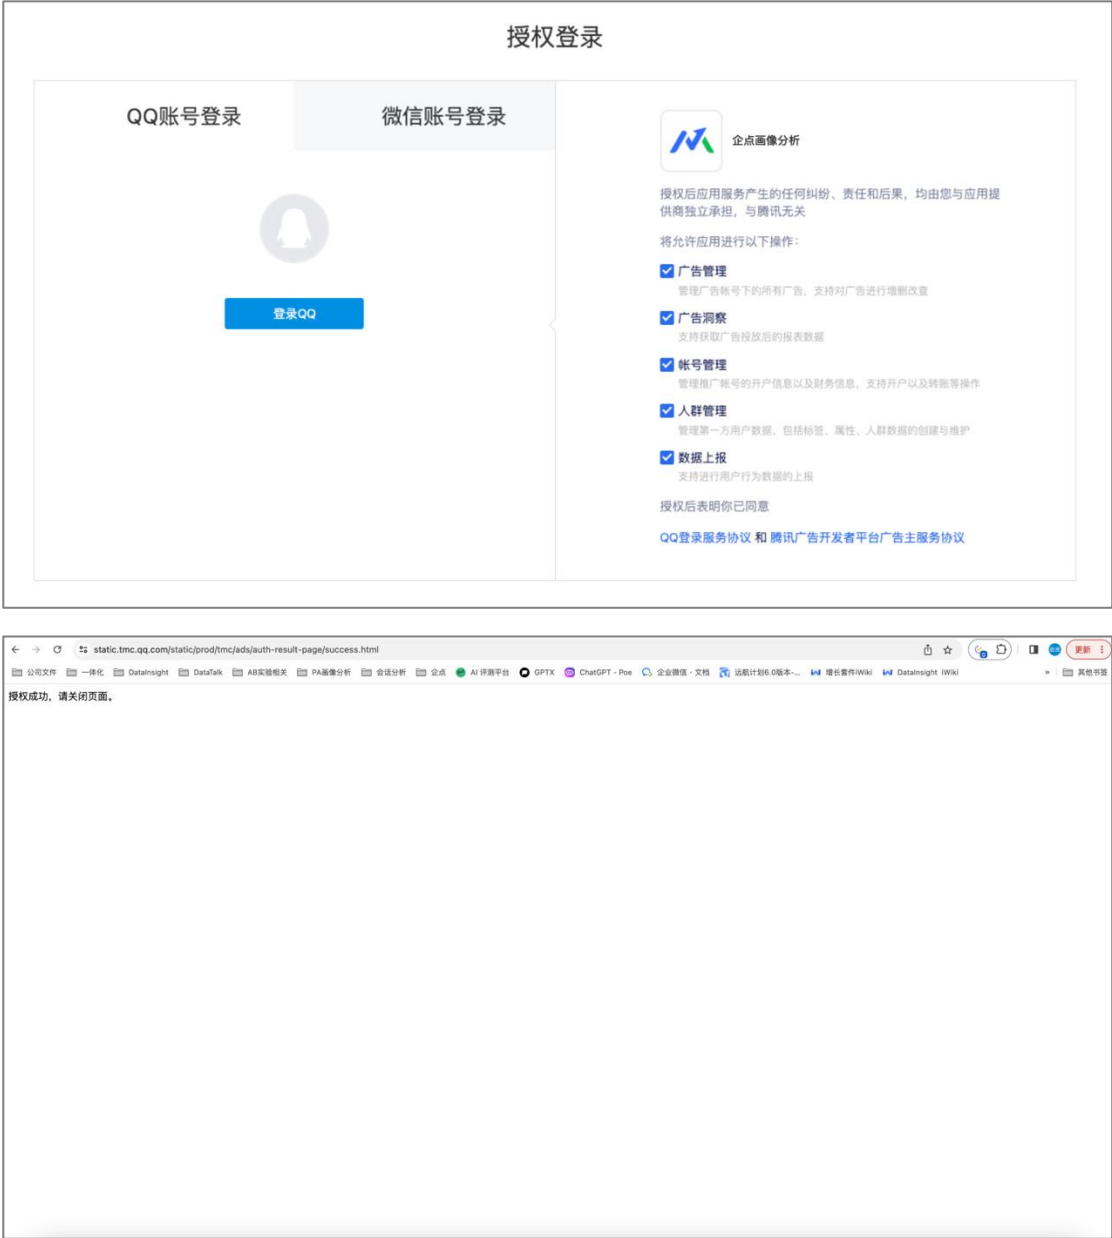 授权登录
QQ账号登录
微信账号登录
登录QQ
企点画像分析
授权后应用服务产生的任何纠纷、责任和后果，均由您与应用提
供商独立承担，与腾讯无关
将允许应用进行以下操作：
广告管理
管理广告帐号下的所有广告，支持对广告进行增删改查
广告洞察
支持获取广告投放后的报表数据
帐号管理
管理推广帐号的开户信息以及财务信息，支持开户以及转账等操作
人群管理
管理第一方用户数据，包括标签、属性、人群数据的创建与维护
数据上报
支持进行用户行为数据的上报
授权后表明你已同意
QQ登录服务协议 和 腾讯广告开发者平台广告主服务协议
static.tmc.qq.com/static/prod/tmc/ads/auth-result-page/success.html
更新
公司文件 一体化 DataInsight DataTalk AB实验相关 PA画像分析 会话分析 企点 AI 评测平台 GPTX ChatGPT - Poe 企业微信 - 文档 远航计划6.0版本-... 增长套件iWiki DataInsight iWiki » 其他书签
授权成功，请关闭页面。